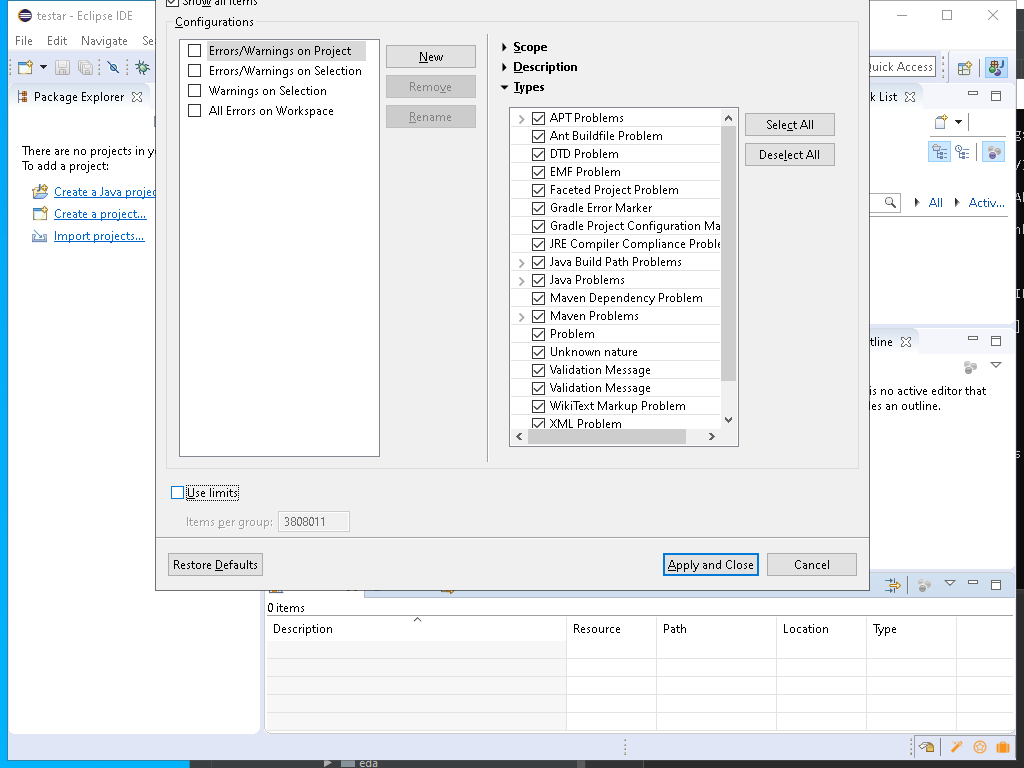 Show all items
testar - Eclipse IDE
Configurations
File Edit Navigate Se
Errors/Warnings on Project
Errors/Warnings on Selection
Warnings on Selection
All Errors on Workspace
New
Remove
Rename
Scope
Description
Types
APT Problems
Ant Buildfile Problem
DTD Problem
EMF Problem
Faceted Project Problem
Gradle Error Marker
Gradle Project Configuration Ma
JRE Compiler Compliance Proble
Java Build Path Problems
Java Problems
Maven Dependency Problem
Maven Problems
Problem
Unknown nature
Validation Message
Validation Message
WikiText Markup Problem
XML Problem
Select All
Deselect All
Quick Access
Package Explorer
There are no projects in y
To add a project:
Create a Java projec
Create a project...
Import projects...
k List
All
Activ...
tline
is no active editor that
les an outline.
Use limits
Items per group: 3808011
Restore Defaults
Apply and Close
Cancel
0 items
Description Resource Path Location Type
eda